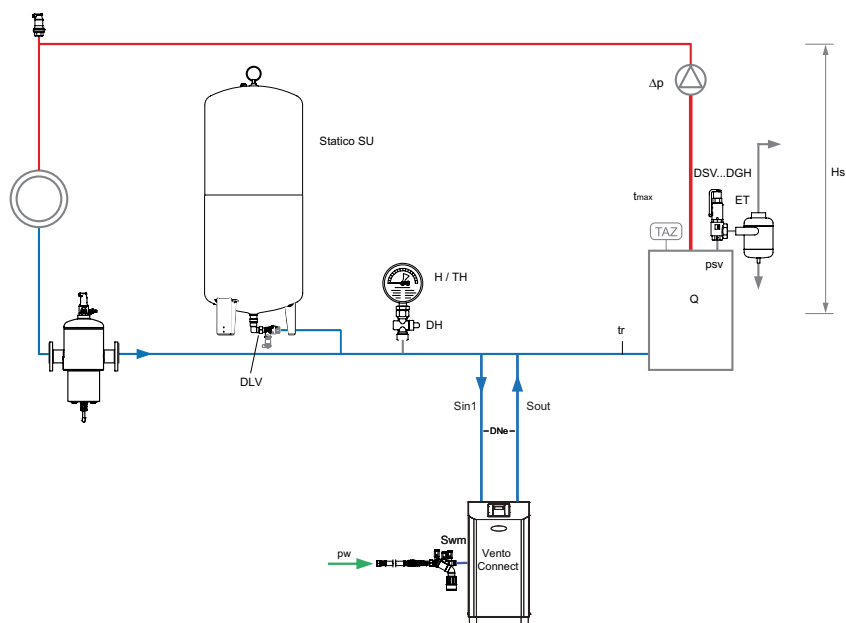 Δp
Statico SU
Hs
DSV...DGH
tmax
ET
TAZ
psv
H / TH
Q
DH
tr
DLV
Sin1
Sout
DNe
Swm
pw
Vento
Connect